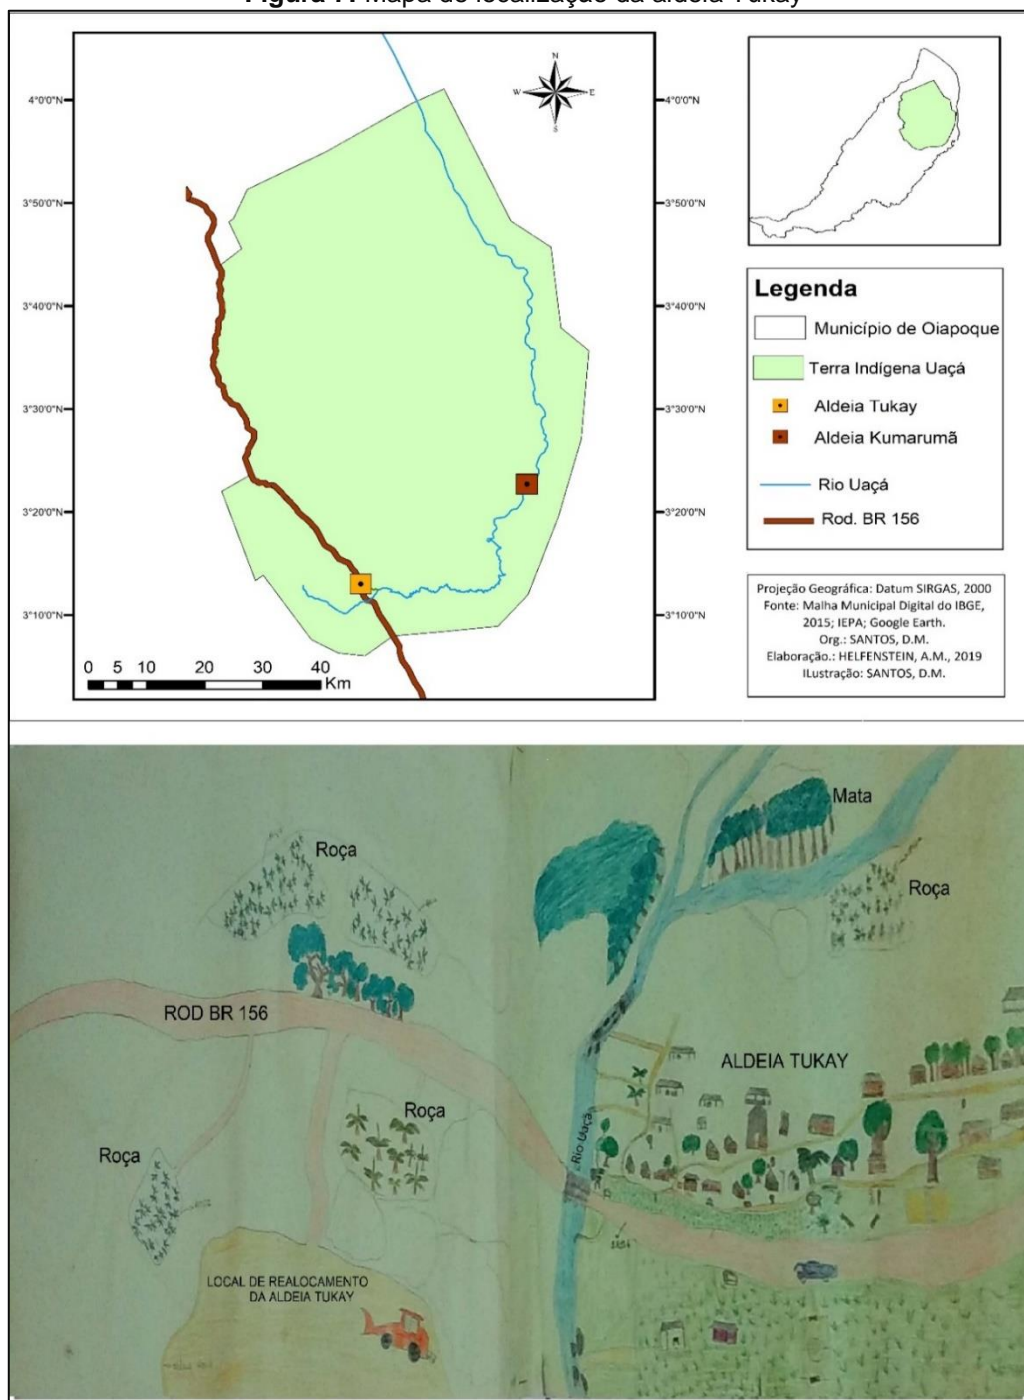 Figura 7. Mapa de localização da aldeia Tukay
N
W
E
S
4°0'0"N
3°50'0"N
3°40'0"N
3°30'0"N
3°20'0"N
3°10'0"N
4°0'0"N
3°50'0"N
3°40'0"N
3°30'0"N
3°20'0"N
3°10'0"N
0 5 10 20 30 40
Km
Legenda
Município de Oiapoque
Terra Indígena Uaçá
Aldeia Tukay
Aldeia Kumarumã
Rio Uaçá
Rod. BR 156
Projeção Geográfica: Datum SIRGAS, 2000
Fonte: Malha Municipal Digital do IBGE,
2015; IEPA; Google Earth.
Org.: SANTOS, D.M.
Elaboração.: HELFENSTEIN, A.M., 2019
ILustração: SANTOS, D.M.
Mata
Roça
Roça
ROD BR 156
ALDEIA TUKAY
Roça
Rio Uaçá
Roça
LOCAL DE REALOCAMENTO
DA ALDEIA TUKAY